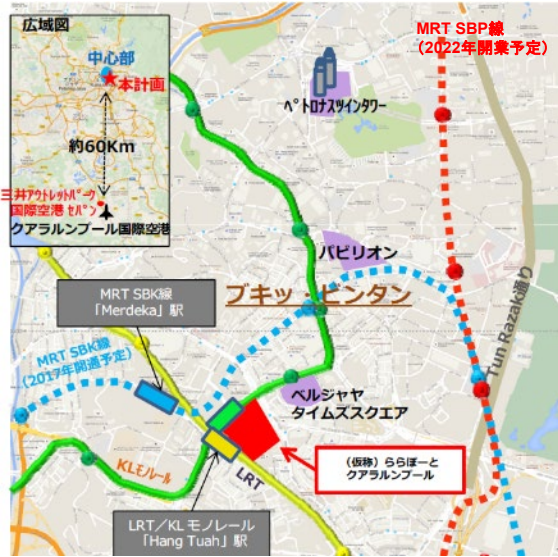 広域図
中心部
本計画
約60Km
三井アウトレットパーク
国際空港 セパン
クアラルンプール国際空港
MRT SBP線
(2022年開業予定)
ペトロナスツインタワー
パビリオン
Tun Razak通り
ブキッ ビンタン
MRT SBK線
「Merdeka」駅
MRT SBK線
(2017年開通予定)
ベルジャヤ
タイムズスクエア
KLモノレール
LRT
(仮称)ららぽーと
クアラルンプール
LRT/KL モノレール
「Hang Tuah」駅